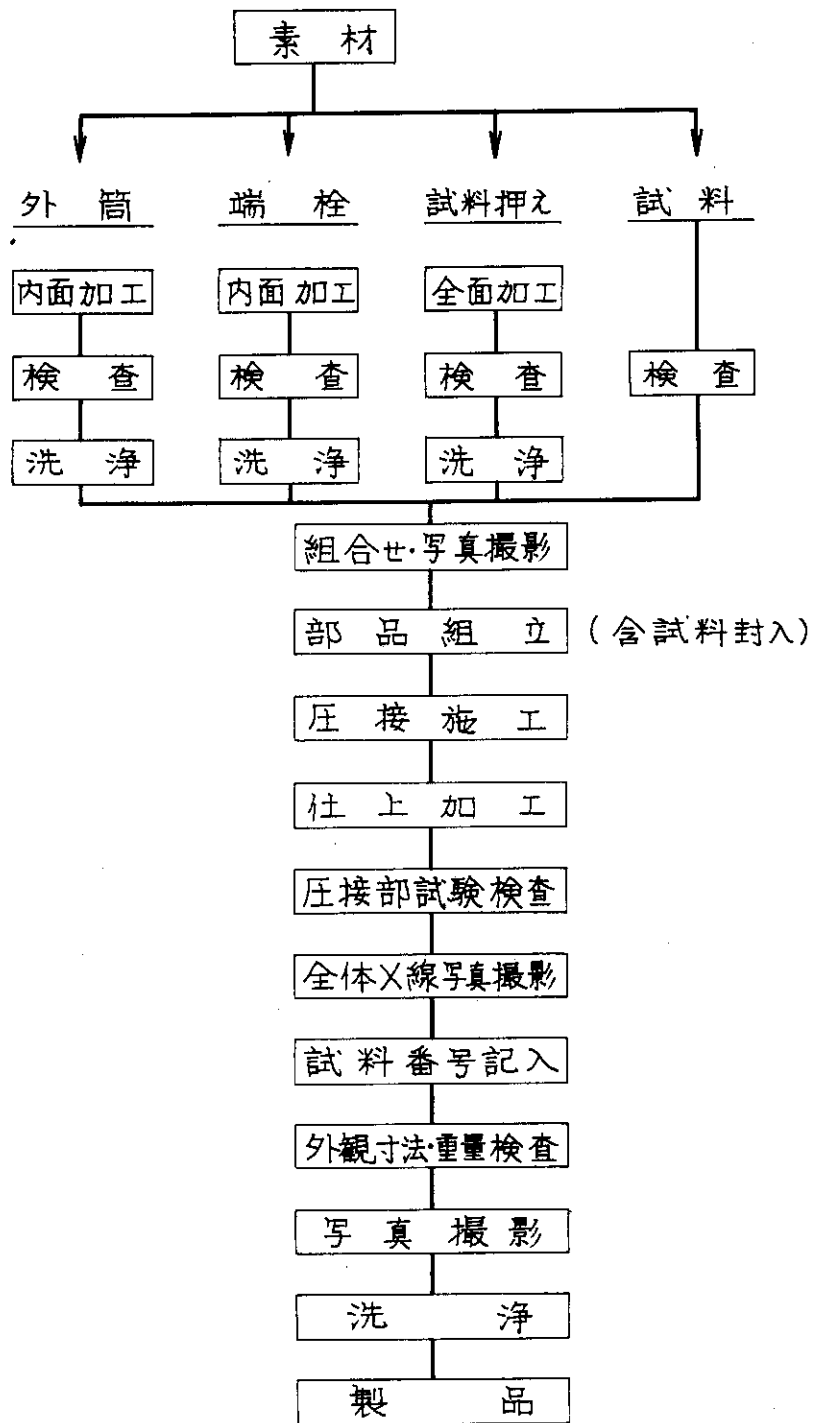 素材
外筒 端栓 試料押え 試料
内面加工 内面加工 全面加工
検査 検査 検査 検査
洗浄 洗浄 洗浄
組合せ・写真撮影
部品組立 (含試料封入)
圧接施工
仕上加工
圧接部試験検査
全体X線写真撮影
試料番号記入
外観寸法・重量検査
写真撮影
洗浄
製品